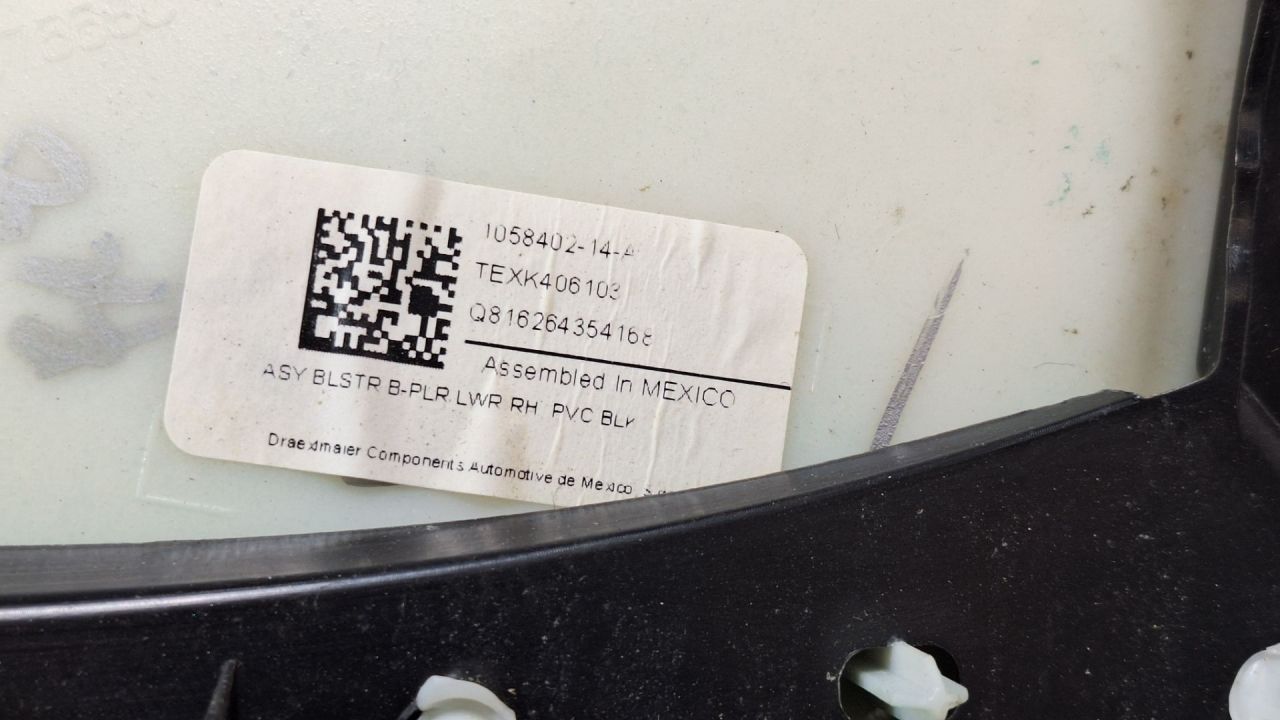 1058402-14-A
TEXK406103
Q816264354168
Assembled in MEXICO
ASY BLSTR B-PLR LWR RH PVC BLK
Draexlmaier Components Automotive de Mexico